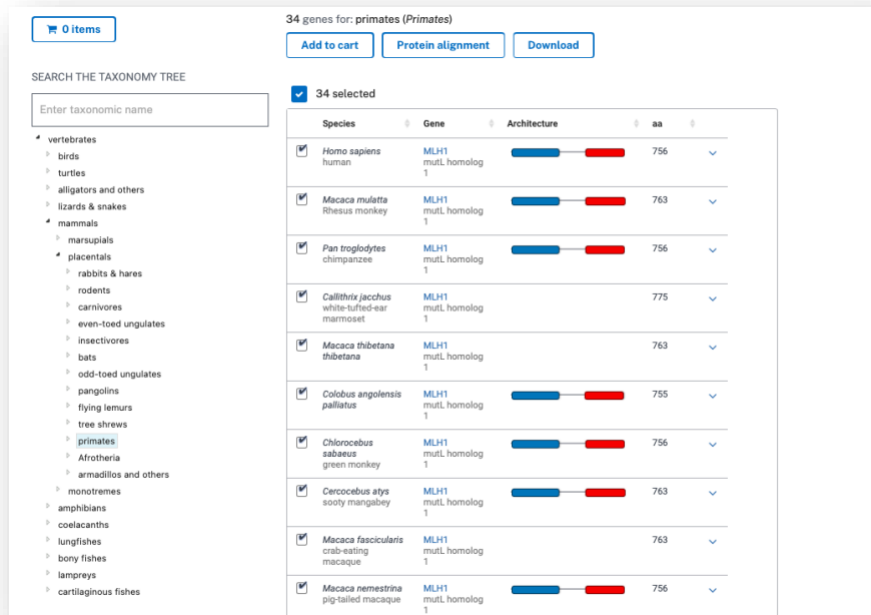 0 items
34 genes for: primates (Primates)
Add to cart Protein alignment Download
SEARCH THE TAXONOMY TREE
Enter taxonomic name
vertebrates
birds
turtles
alligators and others
lizards & snakes
mammals
marsupials
placentals
rabbits & hares
rodents
carnivores
even-toed ungulates
insectivores
bats
odd-toed ungulates
pangolins
flying lemurs
tree shrews
primates
Afrotheria
armadillos and others
monotremes
amphibians
coelacanths
lungfishes
bony fishes
lampreys
cartilaginous fishes
34 selected
Species Gene Architecture aa
Homo sapiens MLH1 756
human mutL homolog
1
Macaca mulatta MLH1 763
Rhesus monkey mutL homolog
1
Pan troglodytes MLH1 756
chimpanzee mutL homolog
1
Callithrix jacchus MLH1 775
white-tufted-ear mutL homolog
marmoset 1
Macaca thibetana MLH1 763
thibetana mutL homolog
1
Colobus angolensis MLH1 755
palliatus mutL homolog
1
Chlorocebus MLH1 756
sabaeus mutL homolog
green monkey 1
Cercocebus atys MLH1 763
sooty mangabey mutL homolog
1
Macaca fascicularis MLH1 763
crab-eating mutL homolog
macaque 1
Macaca nemestrina MLH1 756
pig-tailed macaque mutL homolog
1